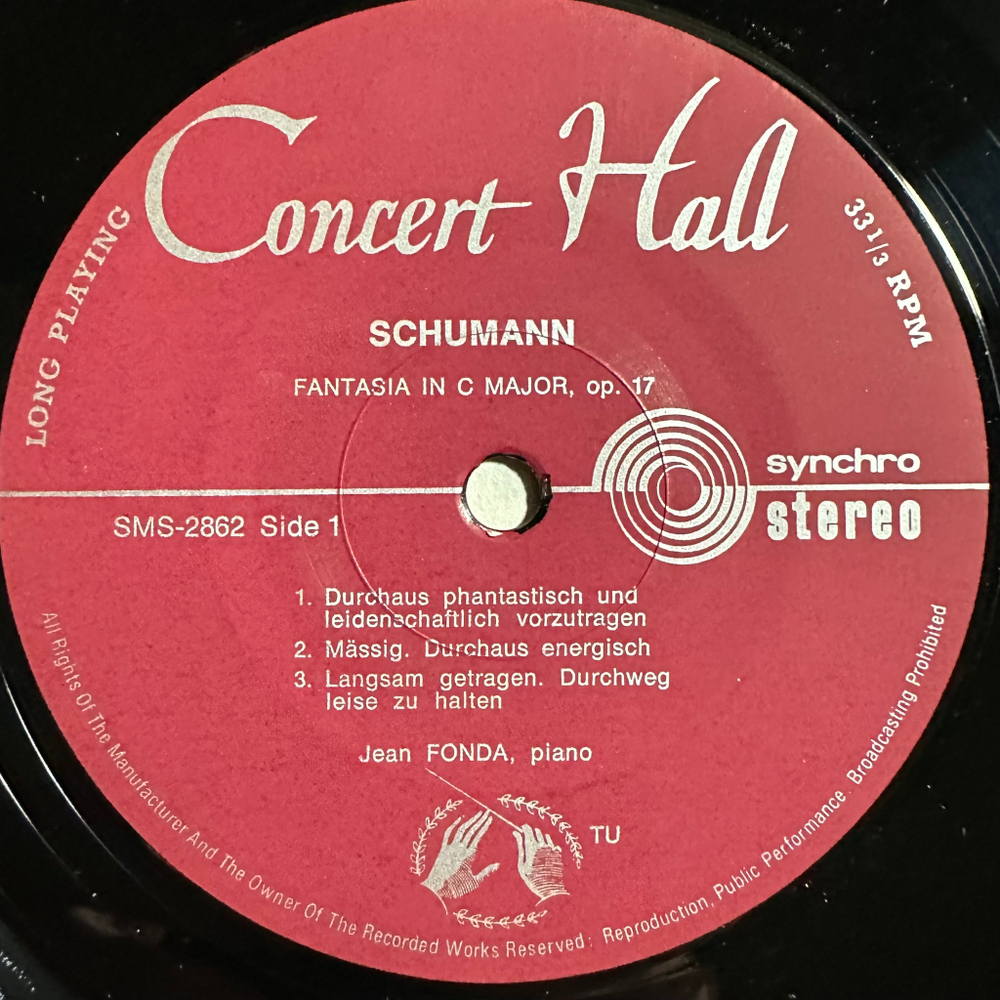 Concert Hall
LONG PLAYING
33 1/3 RPM
SCHUMANN
FANTASIA IN C MAJOR, op. 17
synchro
stereo
SMS-2862 Side 1
1. Durchaus phantastisch und
leidenschaftlich vorzutragen
2. Mässig. Durchaus energisch
3. Langsam getragen. Durchweg
leise zu halten
Jean FONDA, piano
TU
All Rights Of The Manufacturer And The Owner Of The Recorded Works Reserved; Reproduction, Public Performance. Broadcasting Prohibited